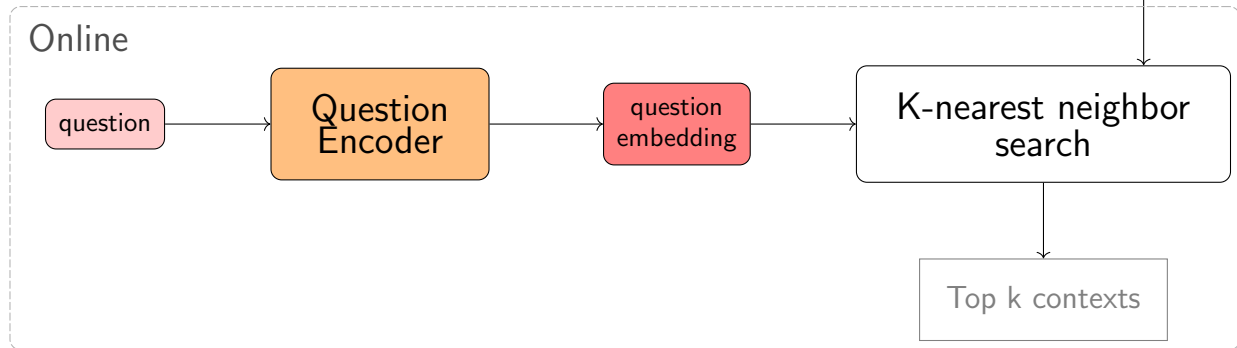 Online
question
Question
Encoder
question
embedding
K-nearest neighbor
search
Top k contexts